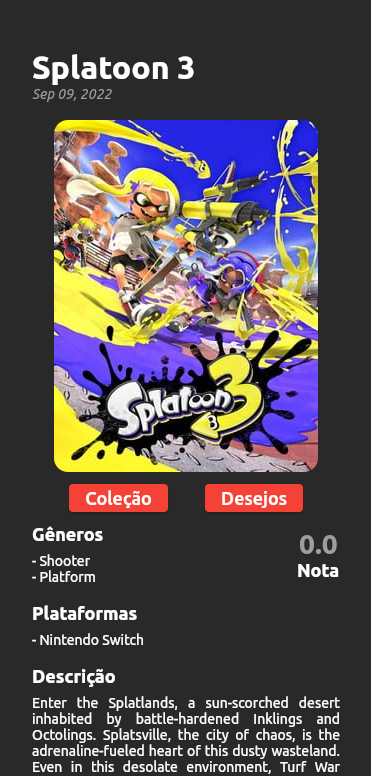 Splatoon 3
Sep 09, 2022
Splatoon 3
Coleção
Desejos
Gêneros
- Shooter
- Platform
0.0
Nota
Plataformas
- Nintendo Switch
Descrição
Enter the Splatlands, a sun-scorched desert
inhabited by battle-hardened Inklings and
Octolings. Splatsville, the city of chaos, is the
adrenaline-fueled heart of this dusty wasteland.
Even in this desolate environment, Turf War